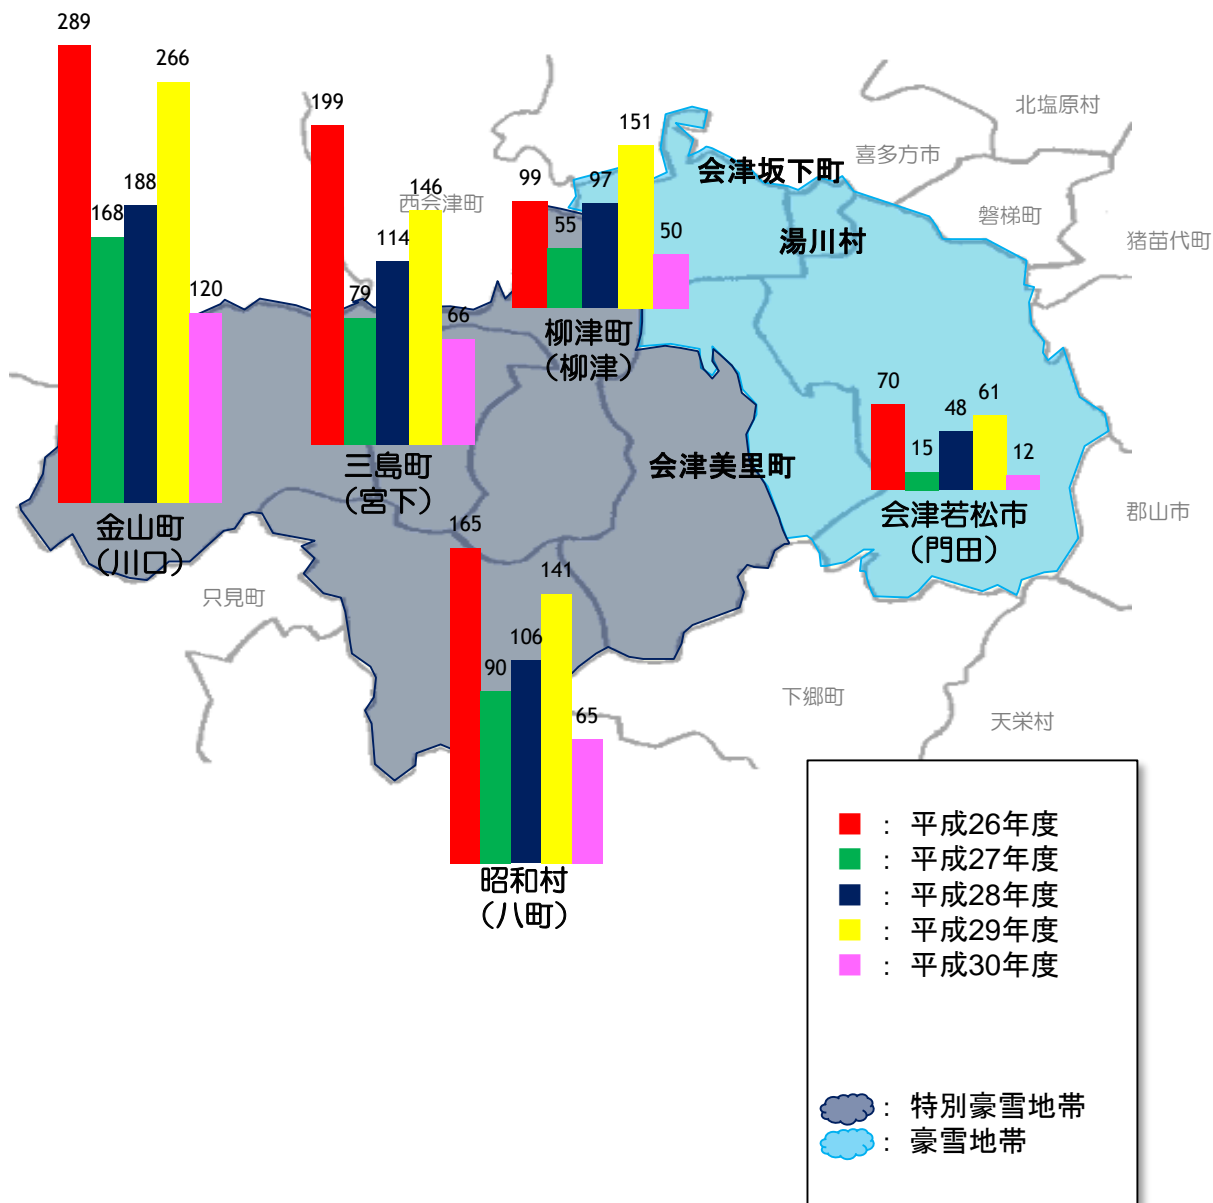 289
168
188
266
120
金山町
(川口)
199
79
114
146
66
三島町
(宮下)
99
55
97
151
50
柳津町
(柳津)
165
90
106
141
65
昭和村
(八町)
70
15
48
61
12
会津若松市
(門田)
西会津町
会津坂下町
湯川村
会津美里町
喜多方市
北塩原村
磐梯町
猪苗代町
郡山市
只見町
下郷町
天栄村
：平成26年度
：平成27年度
：平成28年度
：平成29年度
：平成30年度
：特別豪雪地帯
：豪雪地帯